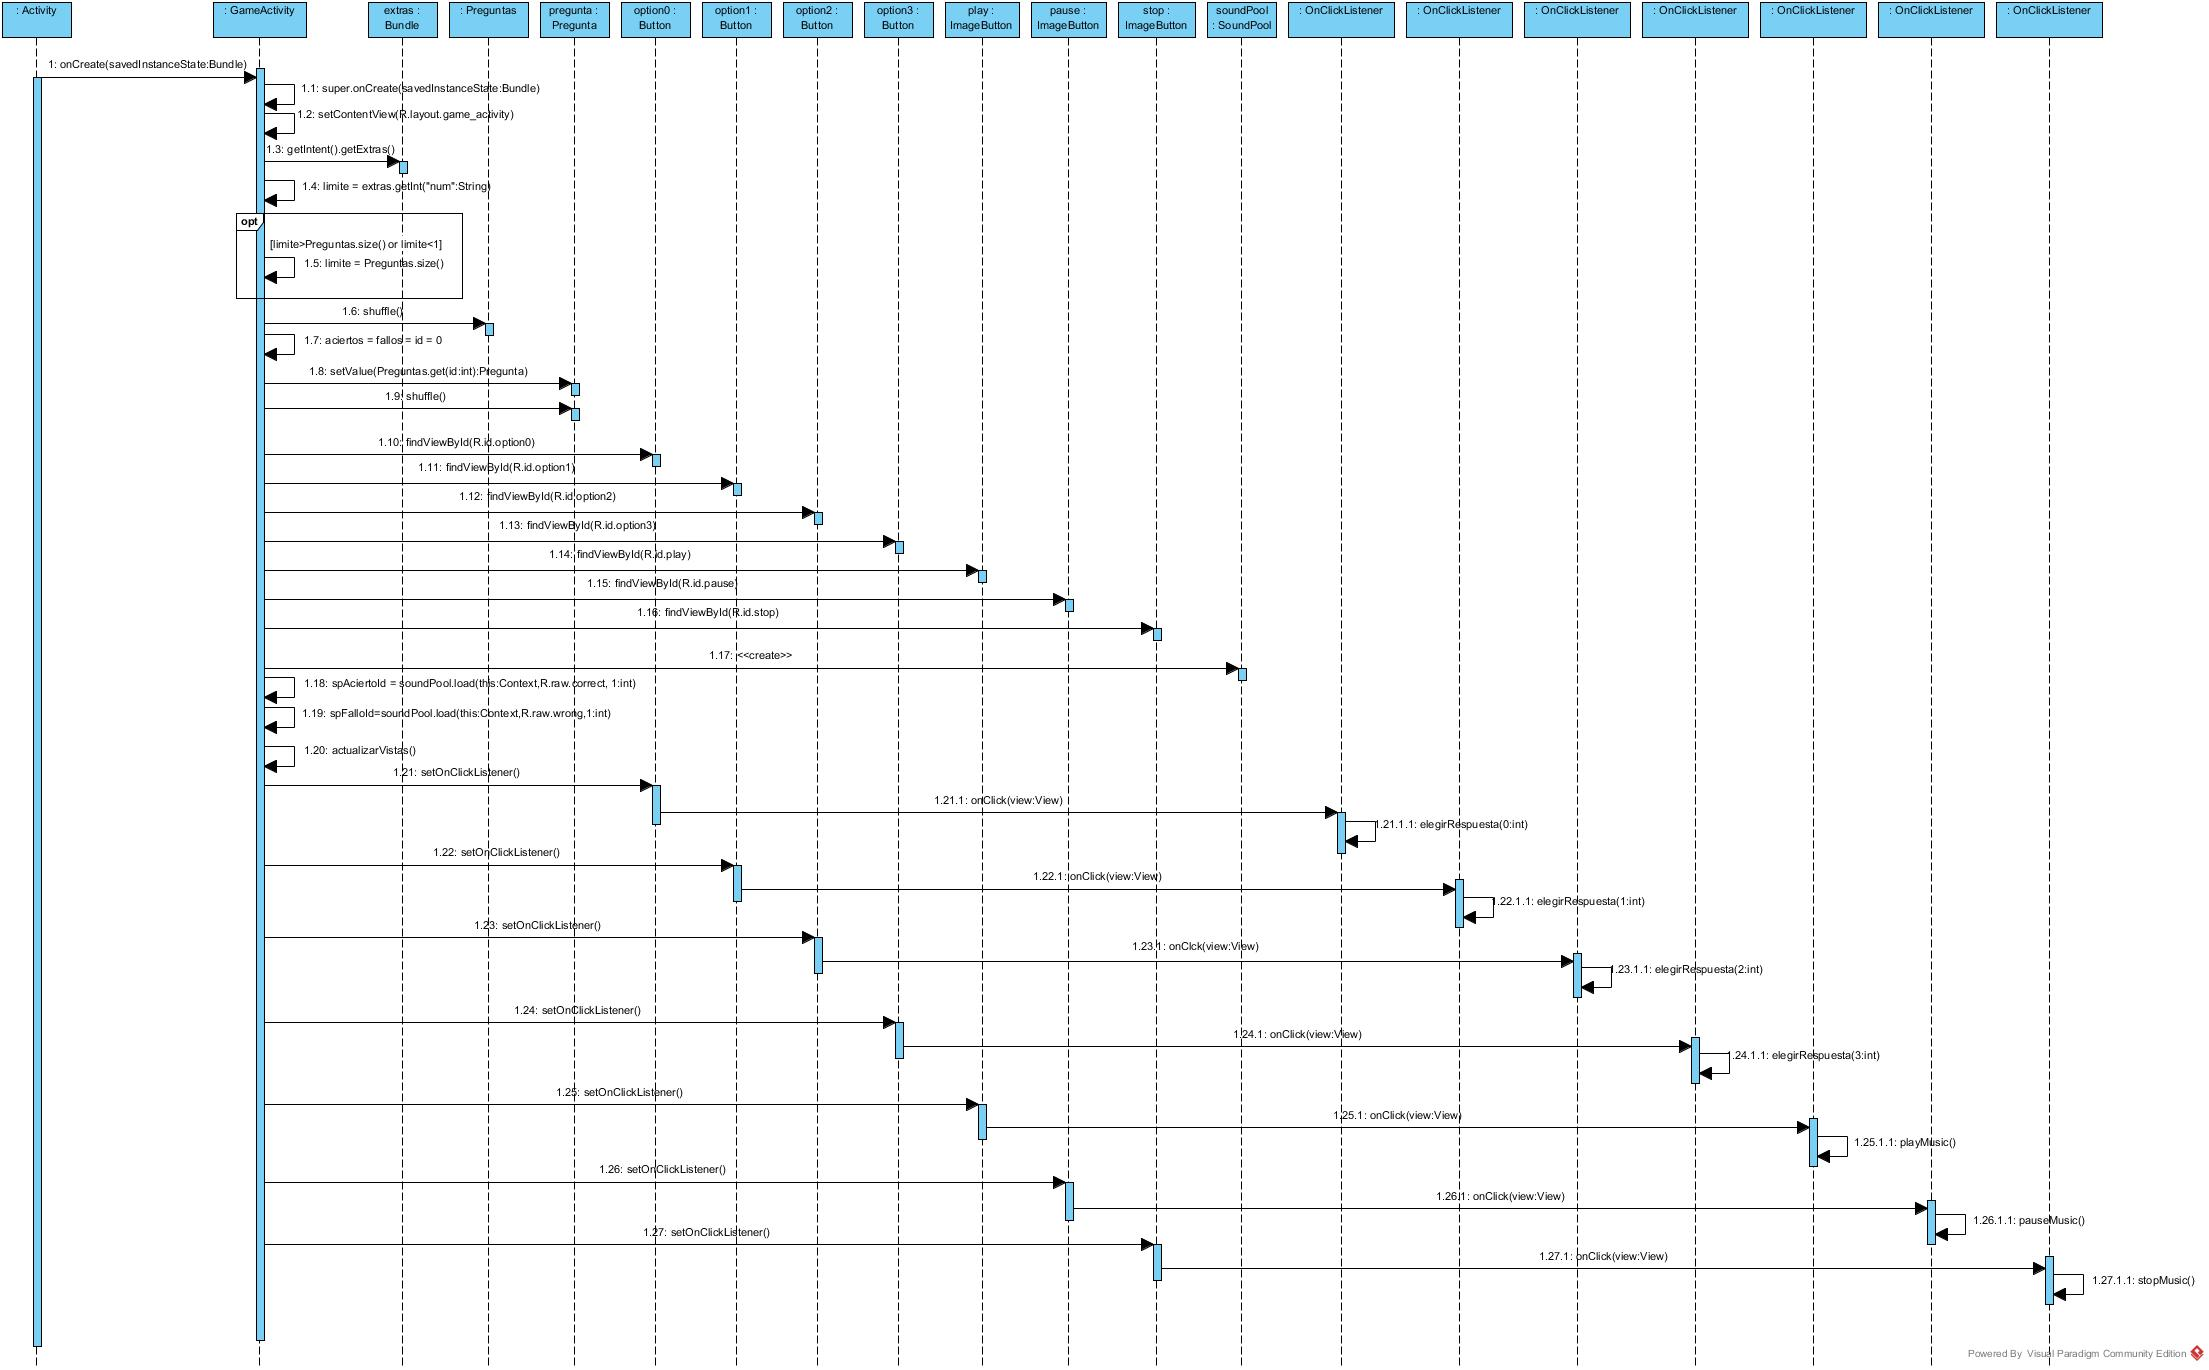 : Activity
: GameActivity
extras :
Bundle
: Preguntas
pregunta :
Pregunta
option0 :
Button
option1 :
Button
option2 :
Button
option3 :
Button
play :
ImageButton
pause :
ImageButton
stop :
ImageButton
soundPool
: SoundPool
: OnClickListener
: OnClickListener
: OnClickListener
: OnClickListener
: OnClickListener
: OnClickListener
: OnClickListener
1: onCreate(savedInstanceState:Bundle)
1.1: super.onCreate(savedInstanceState:Bundle)
1.2: setContentView(R.layout.game_activity)
1.3: getIntent().getExtras()
1.4: limite = extras.getInt("num":String)
opt
[limite>Preguntas.size() or limite<1]
1.5: limite = Preguntas.size()
1.6: shuffle()
1.7: aciertos = fallos = id = 0
1.8: setValue(Preguntas.get(id:int):Pregunta)
1.9: shuffle()
1.10: findViewById(R.id.option0)
1.11: findViewById(R.id.option1)
1.12: findViewById(R.id.option2)
1.13: findViewById(R.id.option3)
1.14: findViewById(R.id.play)
1.15: findViewById(R.id.pause)
1.16: findViewById(R.id.stop)
1.17: <<create>>
1.18: spAciertoId = soundPool.load(this:Context,R.raw.correct, 1:int)
1.19: spFalloId=soundPool.load(this:Context,R.raw.wrong,1:int)
1.20: actualizarVistas()
1.21: setOnClickListener()
1.21.1: onClick(view:View)
1.21.1.1: elegirRespuesta(0:int)
1.22: setOnClickListener()
1.22.1: onClick(view:View)
1.22.1.1: elegirRespuesta(1:int)
1.23: setOnClickListener()
1.23.1: onClck(view:View)
1.23.1.1: elegirRespuesta(2:int)
1.24: setOnClickListener()
1.24.1: onClick(view:View)
1.24.1.1: elegirRespuesta(3:int)
1.25: setOnClickListener()
1.25.1: onClick(view:View)
1.25.1.1: playMusic()
1.26: setOnClickListener()
1.26.1: onClick(view:View)
1.26.1.1: pauseMusic()
1.27: setOnClickListener()
1.27.1: onClick(view:View)
1.27.1.1: stopMusic()
Powered By Visual Paradigm Community Edition